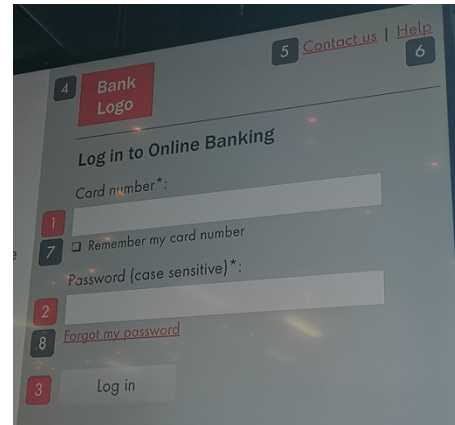 5 Contact us | Help
6
4 Bank
Logo
Log in to Online Banking
Card number*:
1
7 Remember my card number
Password (case sensitive)*:
2
8 Forgot my password
3 Log in